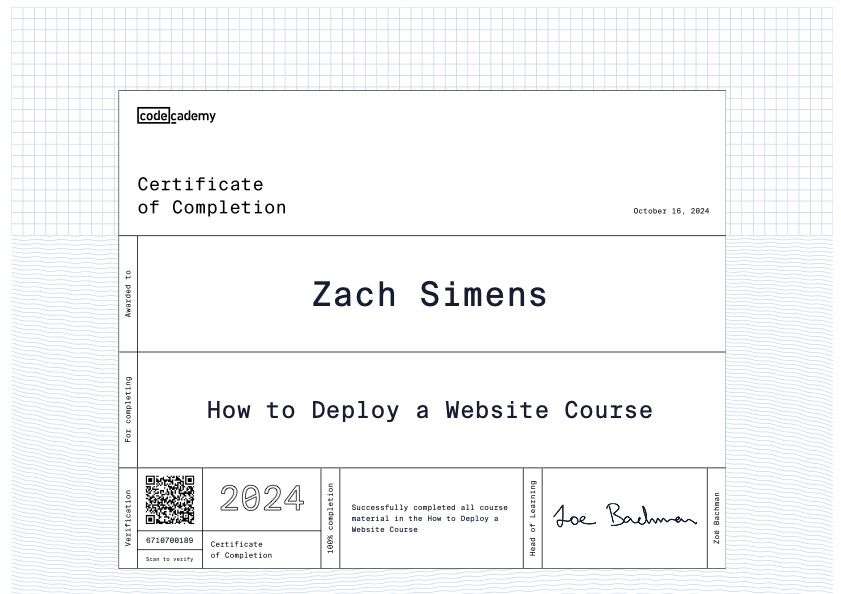 codecademy
Certificate
of Completion
October 16, 2024
Awarded to
Zach Simens
For completing
How to Deploy a Website Course
Verification
6710700189
Scan to verify
2024
Certificate
of Completion
100% completion
Successfully completed all course
material in the How to Deploy a
Website Course
Head of Learning
Zoë Bachman
Zoë Bachman